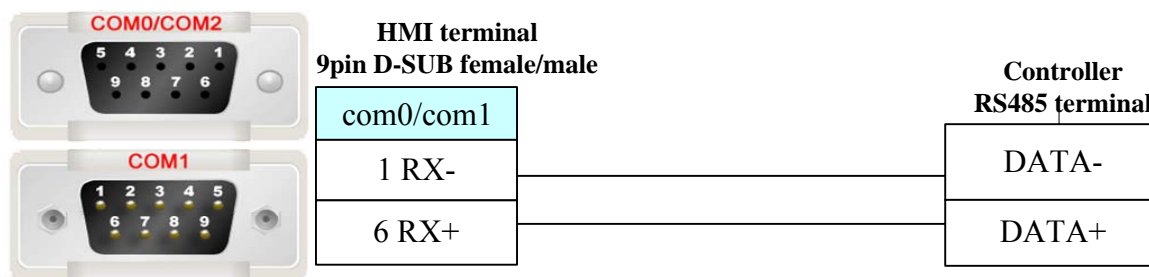 COM0/COM2
5 4 3 2 1
9 8 7 6
COM1
1 2 3 4 5
6 7 8 9
HMI terminal
9pin D-SUB female/male
com0/com1
1 RX-
6 RX+
Controller
RS485 terminal
DATA-
DATA+